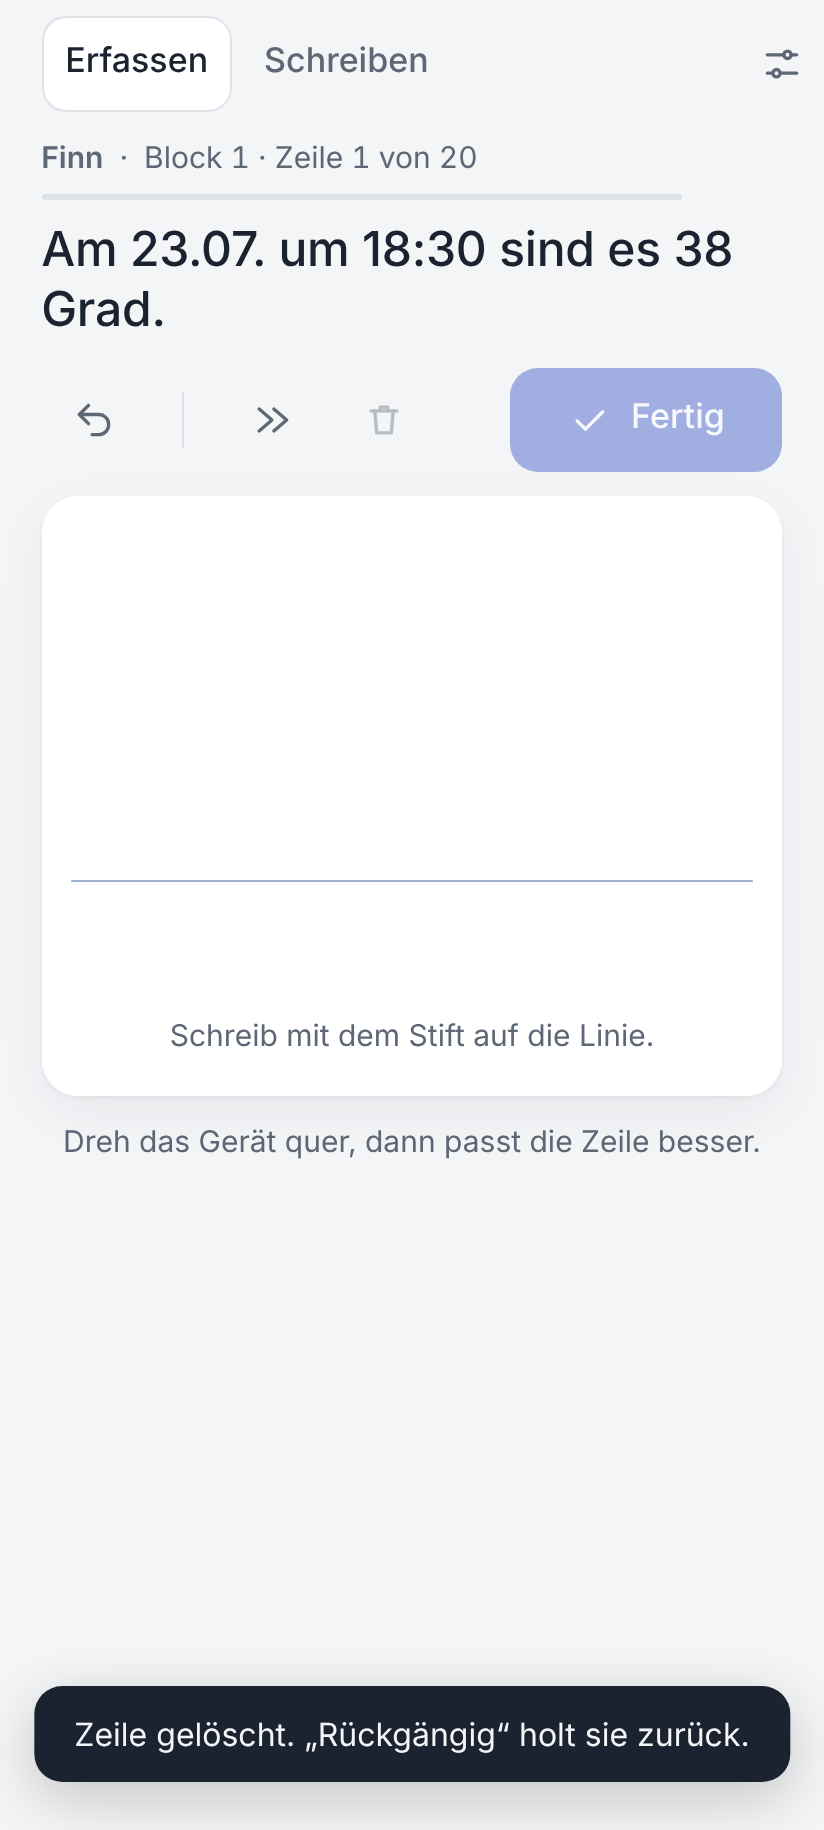 Erfassen Schreiben
Finn · Block 1 · Zeile 1 von 20
Am 23.07. um 18:30 sind es 38
Grad.
Fertig
Schreib mit dem Stift auf die Linie.
Dreh das Gerät quer, dann passt die Zeile besser.
Zeile gelöscht. „Rückgängig“ holt sie zurück.